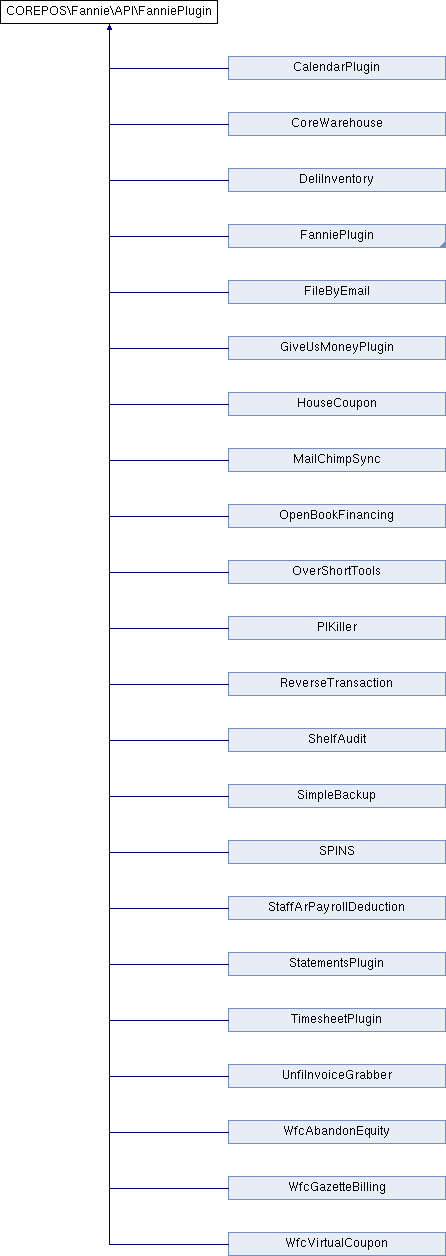 COREPOS\Fannie\API\FanniePlugin
CalendarPlugin
CoreWarehouse
DeliInventory
FanniePlugin
FileByEmail
GiveUsMoneyPlugin
HouseCoupon
MailChimpSync
OpenBookFinancing
OverShortTools
PIKiller
ReverseTransaction
ShelfAudit
SimpleBackup
SPINS
StaffArPayrollDeduction
StatementsPlugin
TimesheetPlugin
UnfiInvoiceGrabber
WfcAbandonEquity
WfcGazetteBilling
WfcVirtualCoupon